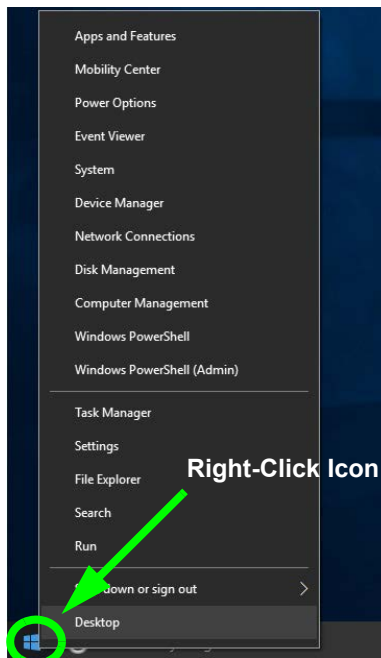 Apps and Features
Mobility Center
Power Options
Event Viewer
System
Device Manager
Network Connections
Disk Management
Computer Management
Windows PowerShell
Windows PowerShell (Admin)
Task Manager
Settings
Right-Click Icon
File Explorer
Search
Run
down or sign out
Desktop